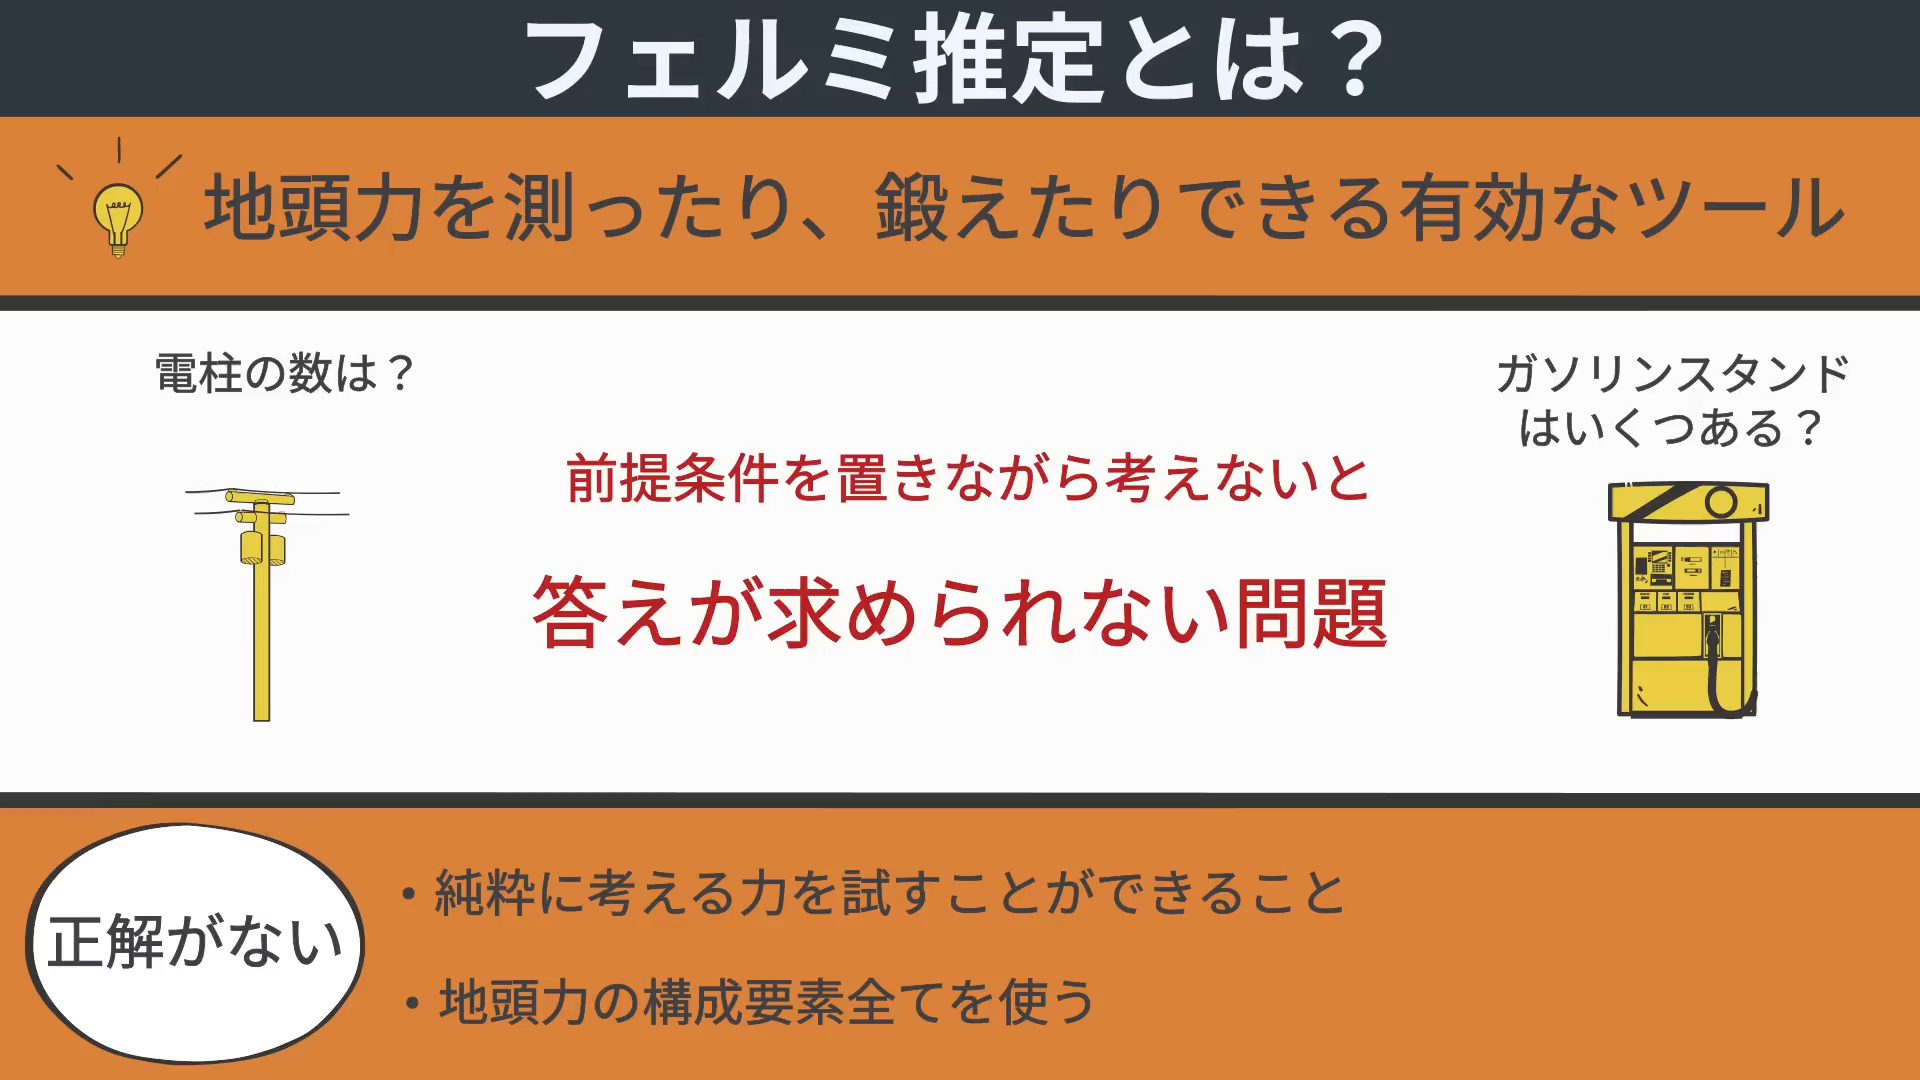 フェルミ推定とは？
地頭力を測ったり、鍛えたりできる有効なツール
電柱の数は？
ガソリンスタンド
はいくつある？
前提条件を置きながら考えないと
答えが求められない問題
正解がない
・純粋に考える力を試すことができること
・地頭力の構成要素全てを使う